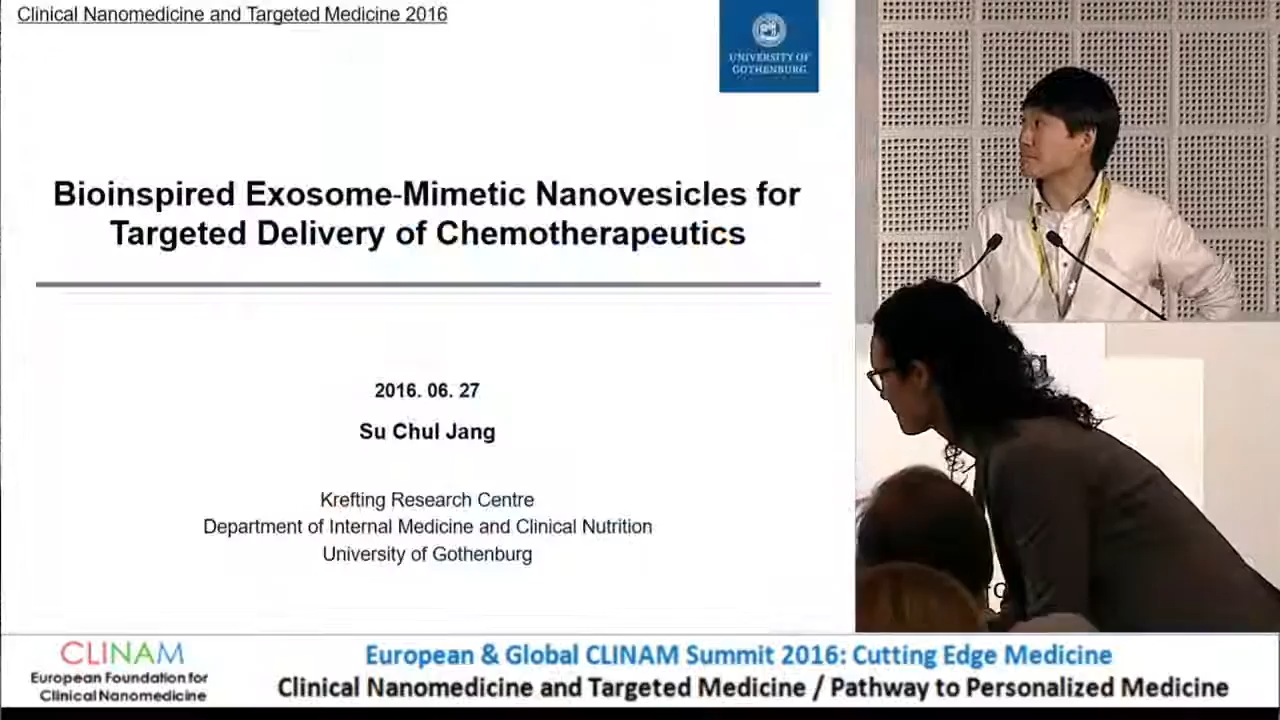 Clinical Nanomedicine and Targeted Medicine 2016
UNIVERSITY OF
GOTHENBURG
Bioinspired Exosome-Mimetic Nanovesicles for
Targeted Delivery of Chemotherapeutics
2016. 06. 27
Su Chul Jang
Krefting Research Centre
Department of Internal Medicine and Clinical Nutrition
University of Gothenburg
CLINAM
European Foundation for
Clinical Nanomedicine
European & Global CLINAM Summit 2016: Cutting Edge Medicine
Clinical Nanomedicine and Targeted Medicine / Pathway to Personalized Medicine